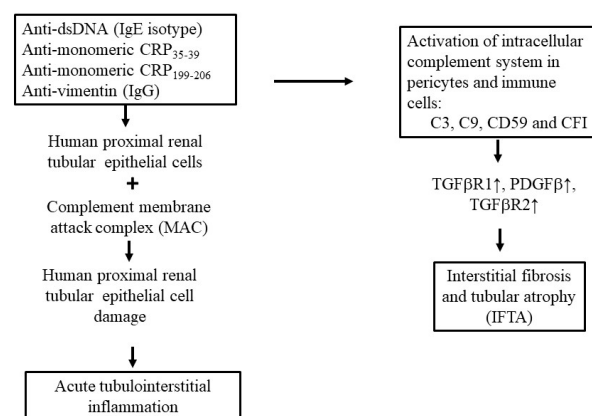 Anti-dsDNA (IgE isotype)
Anti-monomeric CRP35-39
Anti-monomeric CRP199-206
Anti-vimentin (IgG)
Human proximal renal
tubular epithelial cells
+
Complement membrane
attack complex (MAC)
Human proximal renal
tubular epithelial cell
damage
Acute tubulointerstitial
inflammation
Activation of intracellular
complement system in
pericytes and immune
cells:
C3, C9, CD59 and CFI
TGFβR1↑, PDGFβ↑,
TGFβR2↑
Interstitial fibrosis
and tubular atrophy
(IFTA)